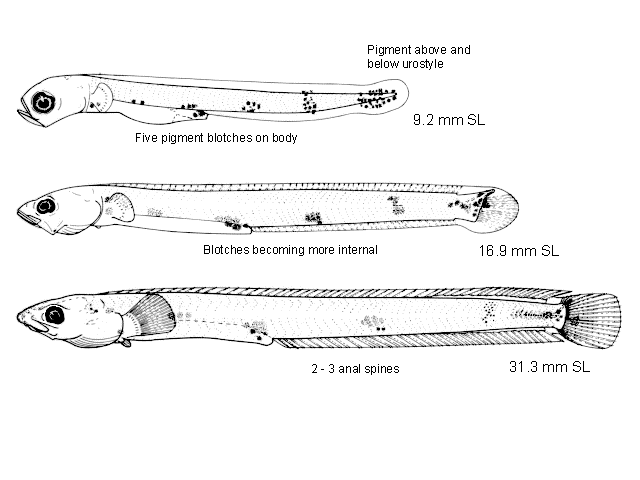 Pigment above and
below urostyle
9.2 mm SL
Five pigment blotches on body
Blotches becoming more internal
16.9 mm SL
2 - 3 anal spines
31.3 mm SL